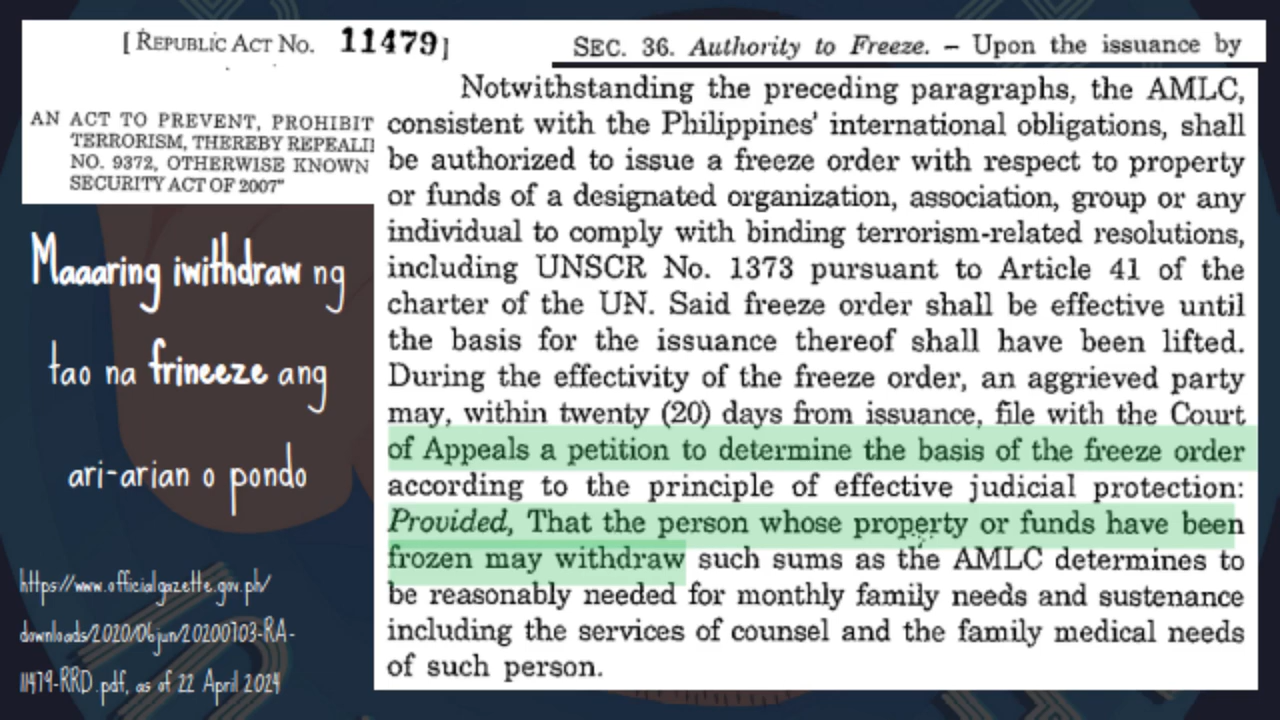 [ REPUBLIC ACT NO. 11479 ]
AN ACT TO PREVENT, PROHIBIT
TERRORISM, THEREBY REPEALI
NO. 9372, OTHERWISE KNOWN
SECURITY ACT OF 2007"
Maaaring iwithdraw ng
tao na frineeze ang
ari-arian o pondo
https://www.officialgazette.gov.ph/
downloads/2020/06jun/20200703-RA-
11479-RRD.pdf, as of 22 April 2024
SEC. 36. Authority to Freeze. – Upon the issuance by
Notwithstanding the preceding paragraphs, the AMLC,
consistent with the Philippines' international obligations, shall
be authorized to issue a freeze order with respect to property
or funds of a designated organization, association, group or any
individual to comply with binding terrorism-related resolutions,
including UNSCR No. 1373 pursuant to Article 41 of the
charter of the UN. Said freeze order shall be effective until
the basis for the issuance thereof shall have been lifted.
During the effectivity of the freeze order, an aggrieved party
may, within twenty (20) days from issuance, file with the Court
of Appeals a petition to determine the basis of the freeze order
according to the principle of effective judicial protection:
Provided, That the person whose property or funds have been
frozen may withdraw such sums as the AMLC determines to
be reasonably needed for monthly family needs and sustenance
including the services of counsel and the family medical needs
of such person.